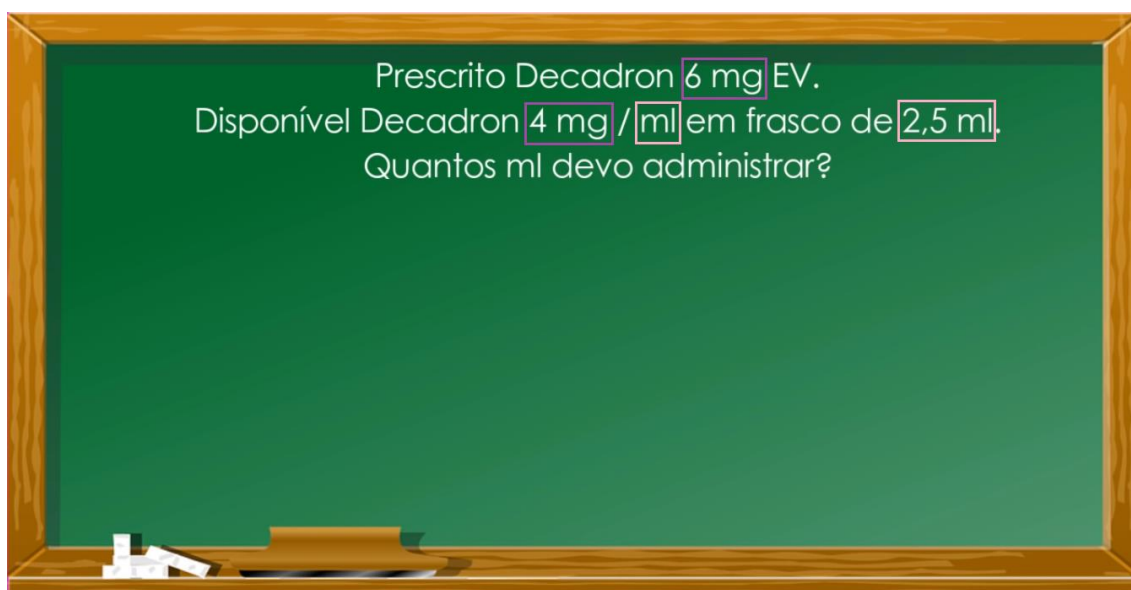 Prescrito Decadron 6 mg EV.
Disponível Decadron 4 mg / ml em frasco de 2,5 ml.
Quantos ml devo administrar?